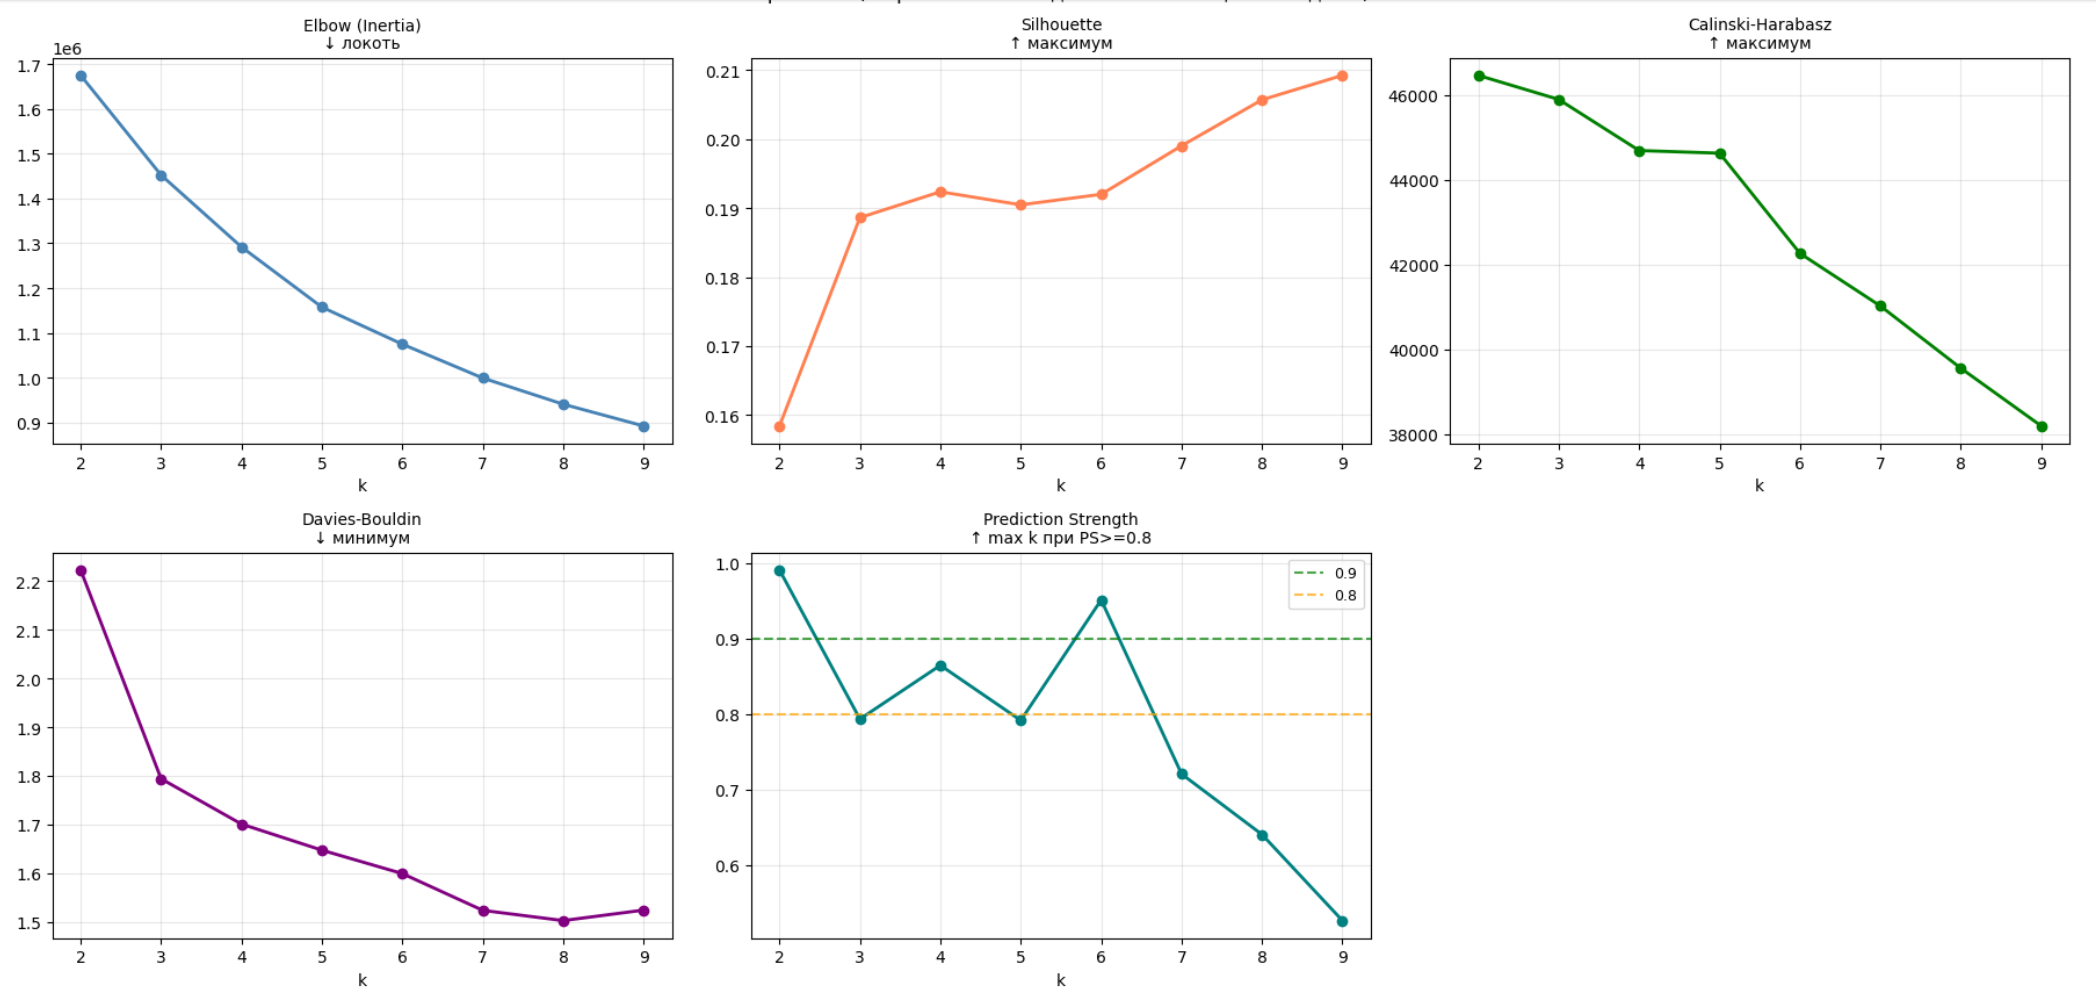 Elbow (Inertia)
↓ локоть
1e6
1.7
1.6
1.5
1.4
1.3
1.2
1.1
1.0
0.9
2 3 4 5 6 7 8 9
k
Silhouette
↑ максимум
0.21
0.20
0.19
0.18
0.17
0.16
2 3 4 5 6 7 8 9
k
Calinski-Harabasz
↑ максимум
46000
44000
42000
40000
38000
2 3 4 5 6 7 8 9
k
Davies-Bouldin
↓ минимум
2.2
2.1
2.0
1.9
1.8
1.7
1.6
1.5
2 3 4 5 6 7 8 9
k
Prediction Strength
↑ max k при PS>=0.8
1.0
0.9
0.8
0.7
0.6
0.9
0.8
2 3 4 5 6 7 8 9
k